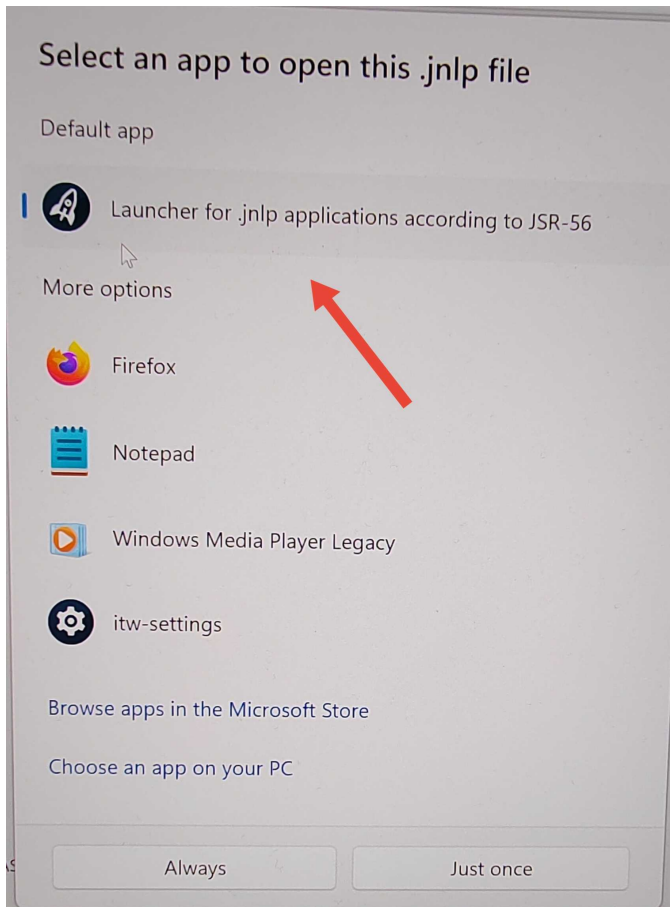 Select an app to open this .jnlp file
Default app
Launcher for .jnlp applications according to JSR-56
More options
Firefox
Notepad
Windows Media Player Legacy
itw-settings
Browse apps in the Microsoft Store
Choose an app on your PC
Always
Just once